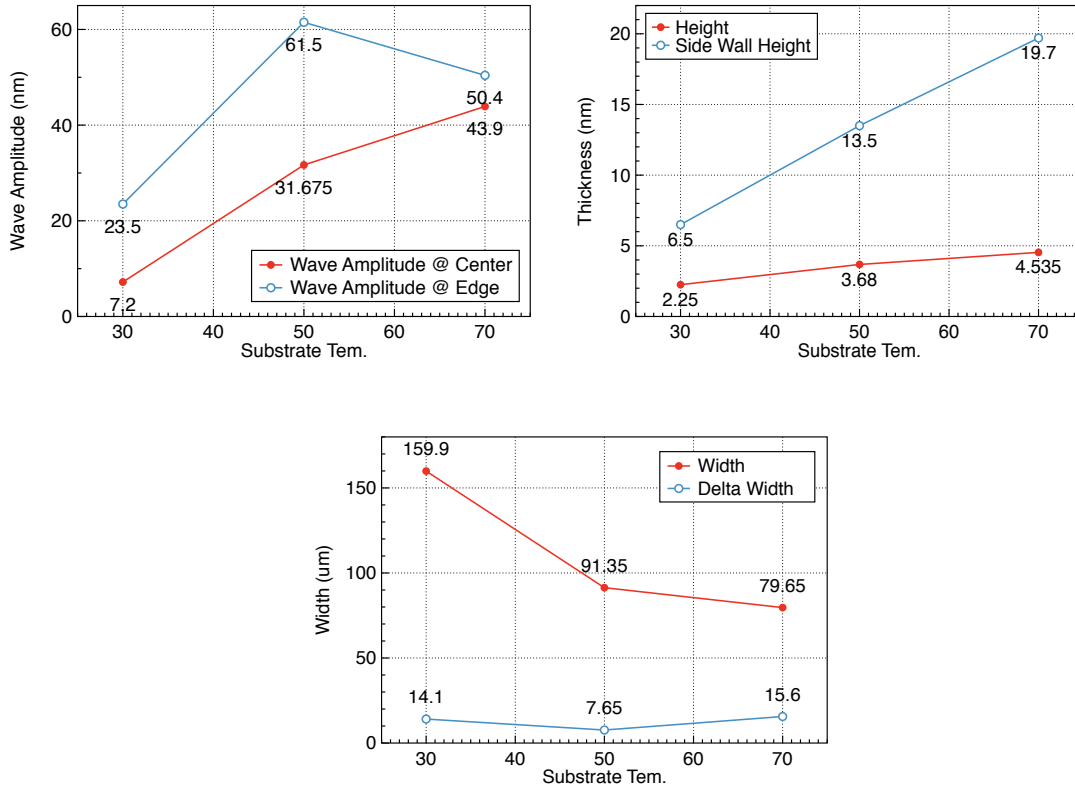 60
40
20
0
Wave Amplitude (nm)
61.5
50.4
43.9
31.675
23.5
7.2
Wave Amplitude @ Center
Wave Amplitude @ Edge
30 40 50 60 70
Substrate Tem.
20
15
10
5
0
Thickness (nm)
Height
Side Wall Height
19.7
13.5
6.5
4.535
3.68
2.25
30 40 50 60 70
Substrate Tem.
150
100
50
0
Width (um)
159.9
Width
Delta Width
91.35
79.65
14.1
7.65
15.6
30 40 50 60 70
Substrate Tem.